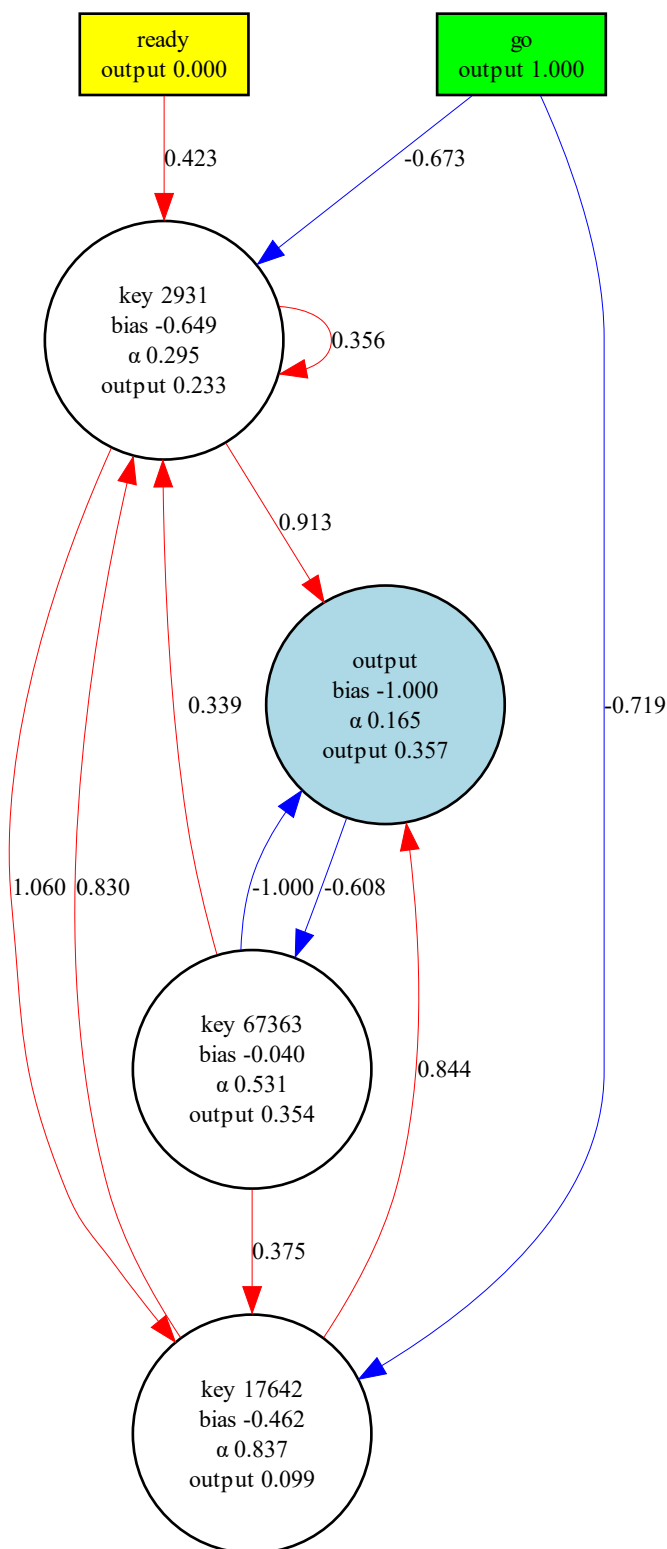 ready
output 0.000
go
output 1.000
0.423
-0.673
key 2931
bias -0.649
α 0.295
output 0.233
0.356
0.913
output
bias -1.000
α 0.165
output 0.357
0.339
-0.719
1.060
0.830
-1.000
-0.608
key 67363
bias -0.040
α 0.531
output 0.354
0.844
0.375
key 17642
bias -0.462
α 0.837
output 0.099